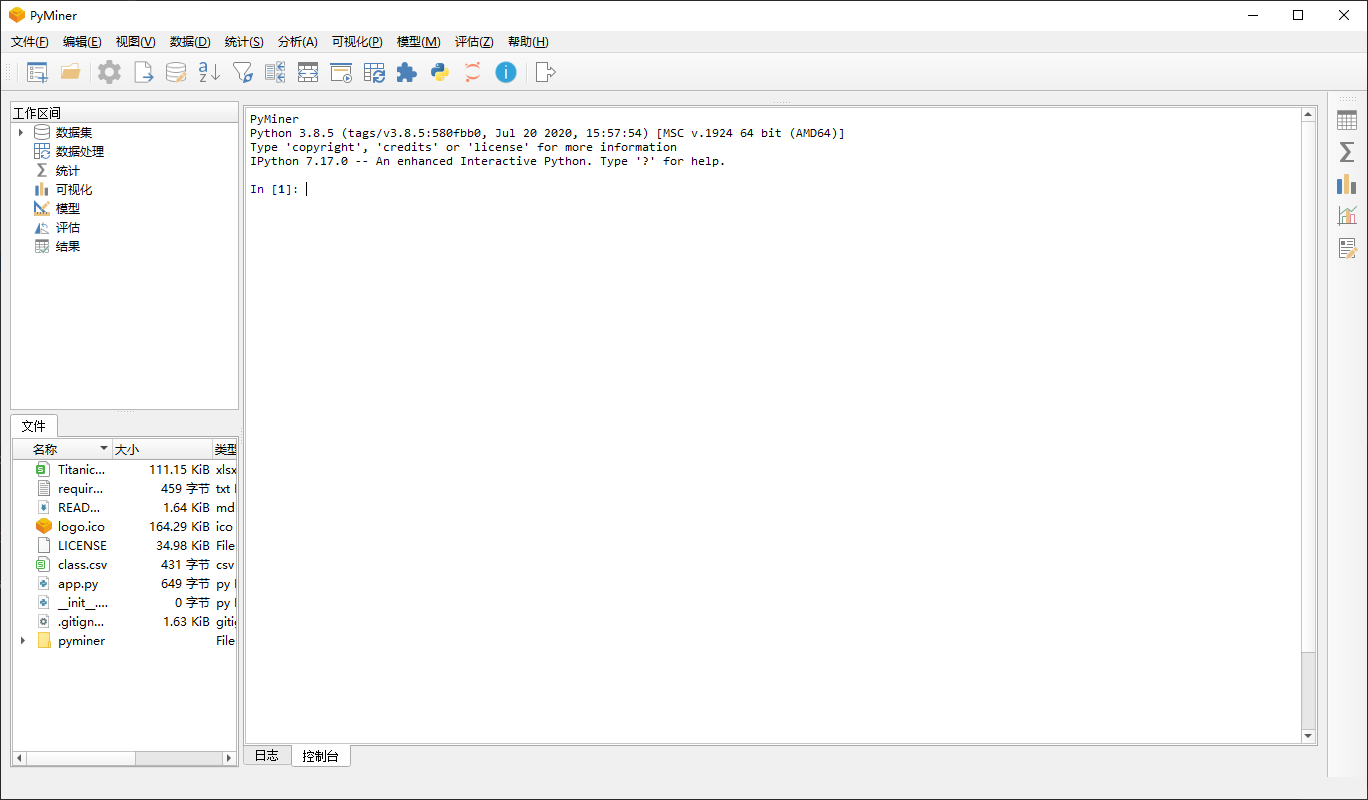 PyMiner
文件(F) 编辑(E) 视图(V) 数据(D) 统计(S) 分析(A) 可视化(P) 模型(M) 评估(Z) 帮助(H)
工作区间
数据集
数据处理
统计
可视化
模型
评估
结果
文件
名称 大小 类型
Titanic... 111.15 KiB xlsx
requir... 459 字节 txt
READ... 1.64 KiB md
logo.ico 164.29 KiB ico
LICENSE 34.98 KiB File
class.csv 431 字节 csv
app.py 649 字节 py
__init__.... 0 字节 py
.gitign... 1.63 KiB giti
pyminer File
PyMiner
Python 3.8.5 (tags/v3.8.5:580fbb0, Jul 20 2020, 15:57:54) [MSC v.1924 64 bit (AMD64)]
Type 'copyright', 'credits' or 'license' for more information
IPython 7.17.0 -- An enhanced Interactive Python. Type '?' for help.
In [1]:
日志 控制台